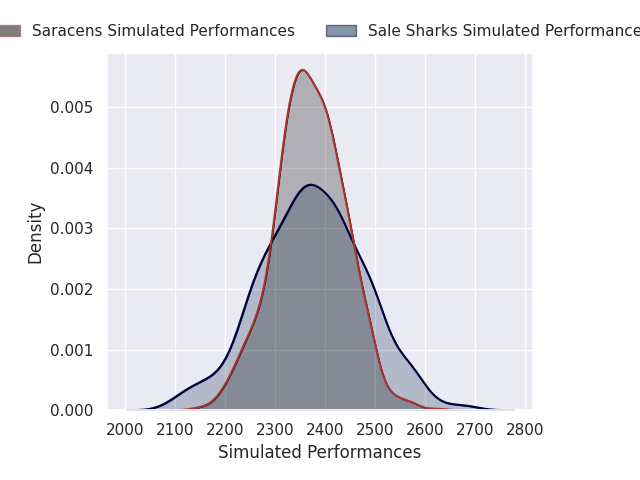 Saracens Simulated Performances
Sale Sharks Simulated Performance
0.005
0.004
0.003
0.002
0.001
0.000
Density
2000 2100 2200 2300 2400 2500 2600 2700 2800
Simulated Performances